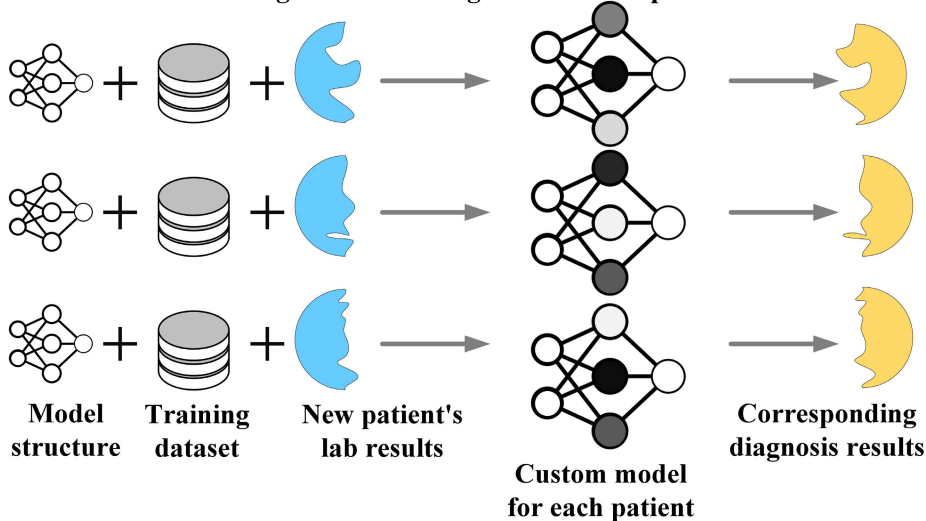 Model
structure
Training
dataset
New patient's
lab results
Custom model
for each patient
Corresponding
diagnosis results